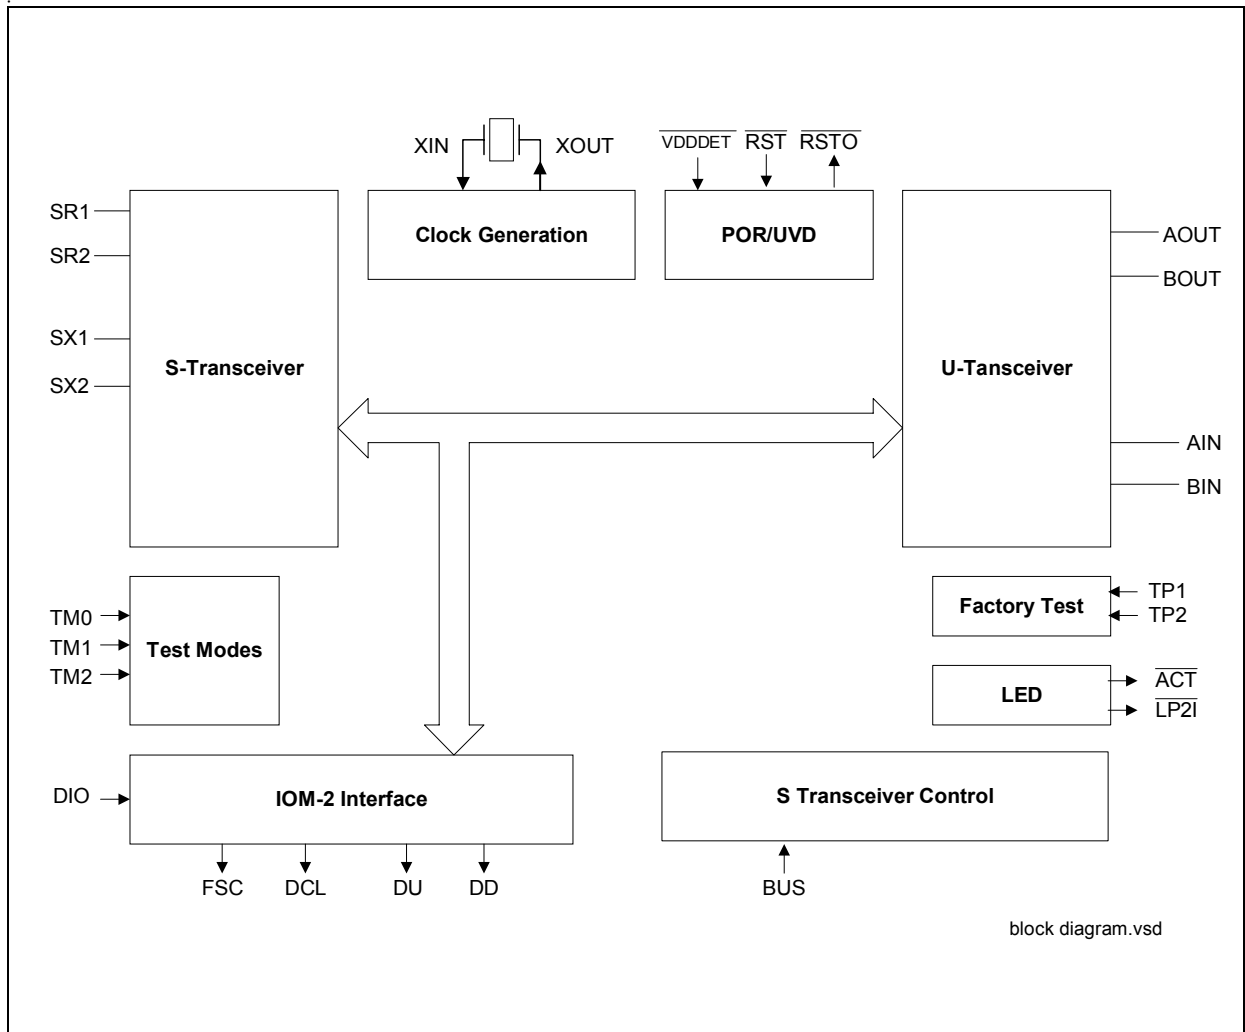 XIN
XOUT
VDDDET
RST
RSTO
SR1
SR2
SX1
SX2
S-Transceiver
Clock Generation
POR/UVD
U-Tansceiver
AOUT
BOUT
AIN
BIN
TM0
TM1
TM2
Test Modes
Factory Test
TP1
TP2
LED
ACT
LP2I
DIO
IOM-2 Interface
S Transceiver Control
FSC
DCL
DU
DD
BUS
block diagram.vsd